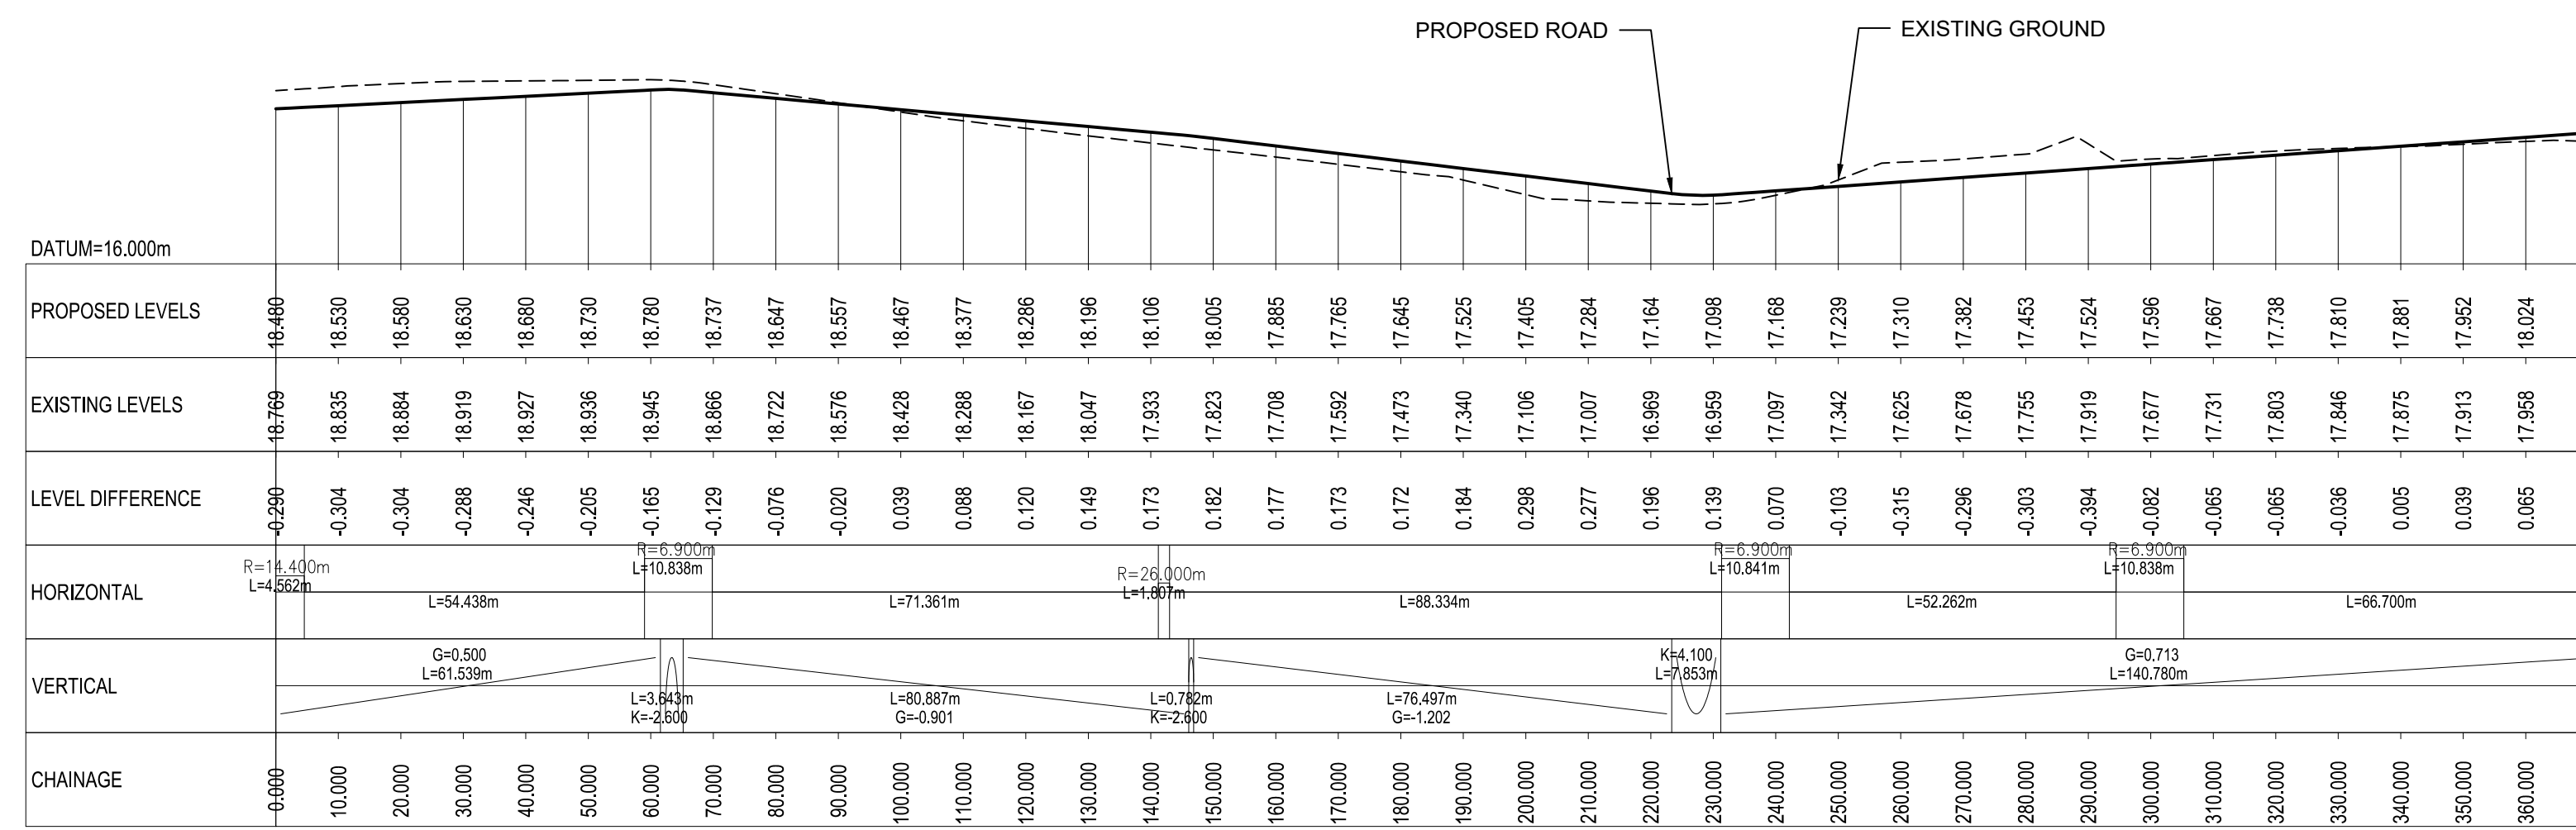 PROPOSED ROAD
EXISTING GROUND
DATUM=16.000m
PROPOSED LEVELS
18.480 18.530 18.580 18.630 18.680 18.730 18.780 18.737 18.647 18.557 18.467 18.377 18.286 18.196 18.106 18.005 17.885 17.765 17.645 17.525 17.405 17.284 17.164 17.098 17.168 17.239 17.310 17.382 17.453 17.524 17.596 17.667 17.738 17.810 17.881 17.952 18.024
EXISTING LEVELS
18.769 18.835 18.884 18.919 18.927 18.936 18.945 18.866 18.722 18.576 18.428 18.288 18.167 18.047 17.933 17.823 17.708 17.592 17.473 17.340 17.106 17.007 16.969 16.959 17.097 17.342 17.625 17.678 17.755 17.919 17.677 17.731 17.803 17.846 17.875 17.913 17.958
LEVEL DIFFERENCE
-0.290 -0.304 -0.304 -0.288 -0.246 -0.205 -0.165 -0.129 -0.076 -0.020 0.039 0.088 0.120 0.149 0.173 0.182 0.177 0.173 0.172 0.184 0.298 0.277 0.196 0.139 0.070 -0.103 -0.315 -0.296 -0.303 -0.394 -0.082 -0.065 -0.065 -0.036 0.005 0.039 0.065
HORIZONTAL
R=14.400m
L=4.562m
L=54.438m
R=6.900m
L=10.838m
L=71.361m
R=26.000m
L=1.807m
L=88.334m
R=6.900m
L=10.841m
L=52.262m
R=6.900m
L=10.838m
L=66.700m
VERTICAL
G=0.500
L=61.539m
L=3.643m
K=-2.600
L=80.887m
G=-0.901
L=0.782m
K=-2.600
L=76.497m
G=-1.202
K=4.100
L=7.853m
G=0.713
L=140.780m
CHAINAGE
0.000 10.000 20.000 30.000 40.000 50.000 60.000 70.000 80.000 90.000 100.000 110.000 120.000 130.000 140.000 150.000 160.000 170.000 180.000 190.000 200.000 210.000 220.000 230.000 240.000 250.000 260.000 270.000 280.000 290.000 300.000 310.000 320.000 330.000 340.000 350.000 360.000